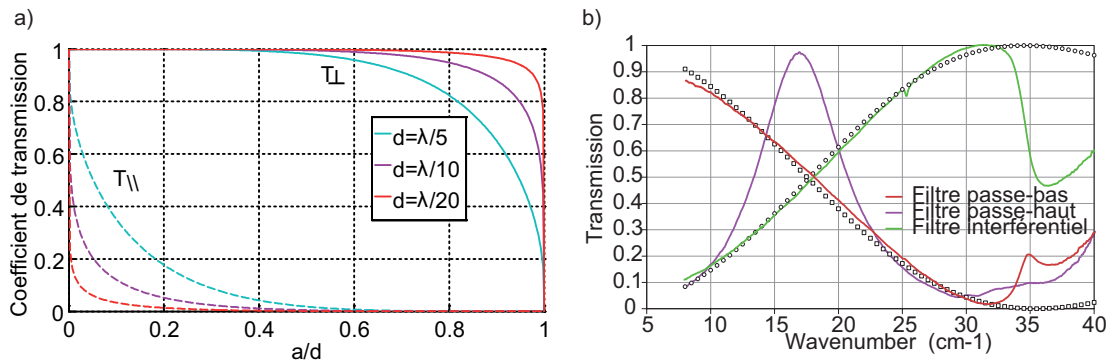 a)
Coefficient de transmission
1
0.8
0.6
0.4
0.2
0
0 0.2 0.4 0.6 0.8 1
a/d
T⊥
T\\
d=λ/5
d=λ/10
d=λ/20
b)
Transmission
1
0.9
0.8
0.7
0.6
0.5
0.4
0.3
0.2
0.1
0
5 10 15 20 25 30 35 40
Wavenumber (cm-1)
Filtre passe-bas
Filtre passe-haut
Filtre interférentiel